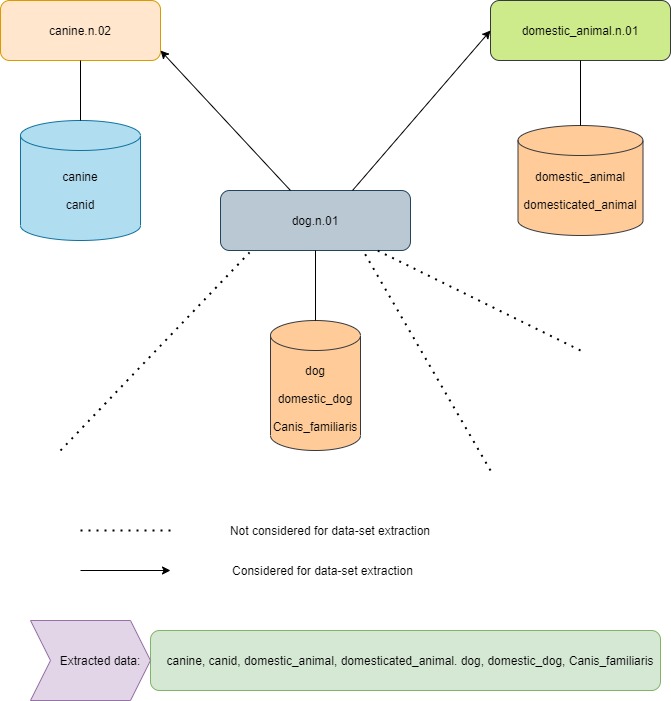 canine.n.02
domestic_animal.n.01
canine
canid
domestic_animal
domesticated_animal
dog.n.01
dog
domestic_dog
Canis_familiaris
Not considered for data-set extraction
Considered for data-set extraction
Extracted data:
canine, canid, domestic_animal, domesticated_animal. dog, domestic_dog, Canis_familiaris